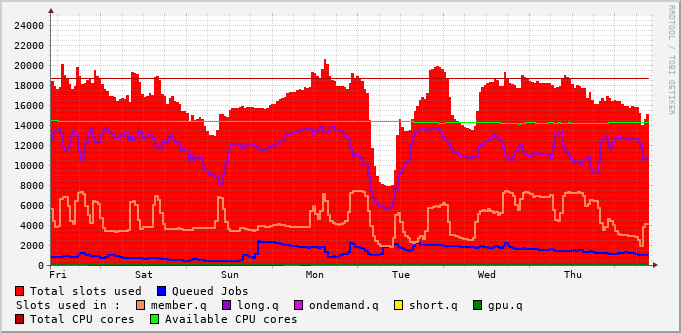 RRDTOOL / TOBI OETIKER
24000
22000
20000
18000
16000
14000
12000
10000
8000
6000
4000
2000
0
Fri Sat Sun Mon Tue Wed Thu
Total slots used Queued Jobs
Slots used in : member.q long.q ondemand.q short.q gpu.q
Total CPU cores Available CPU cores